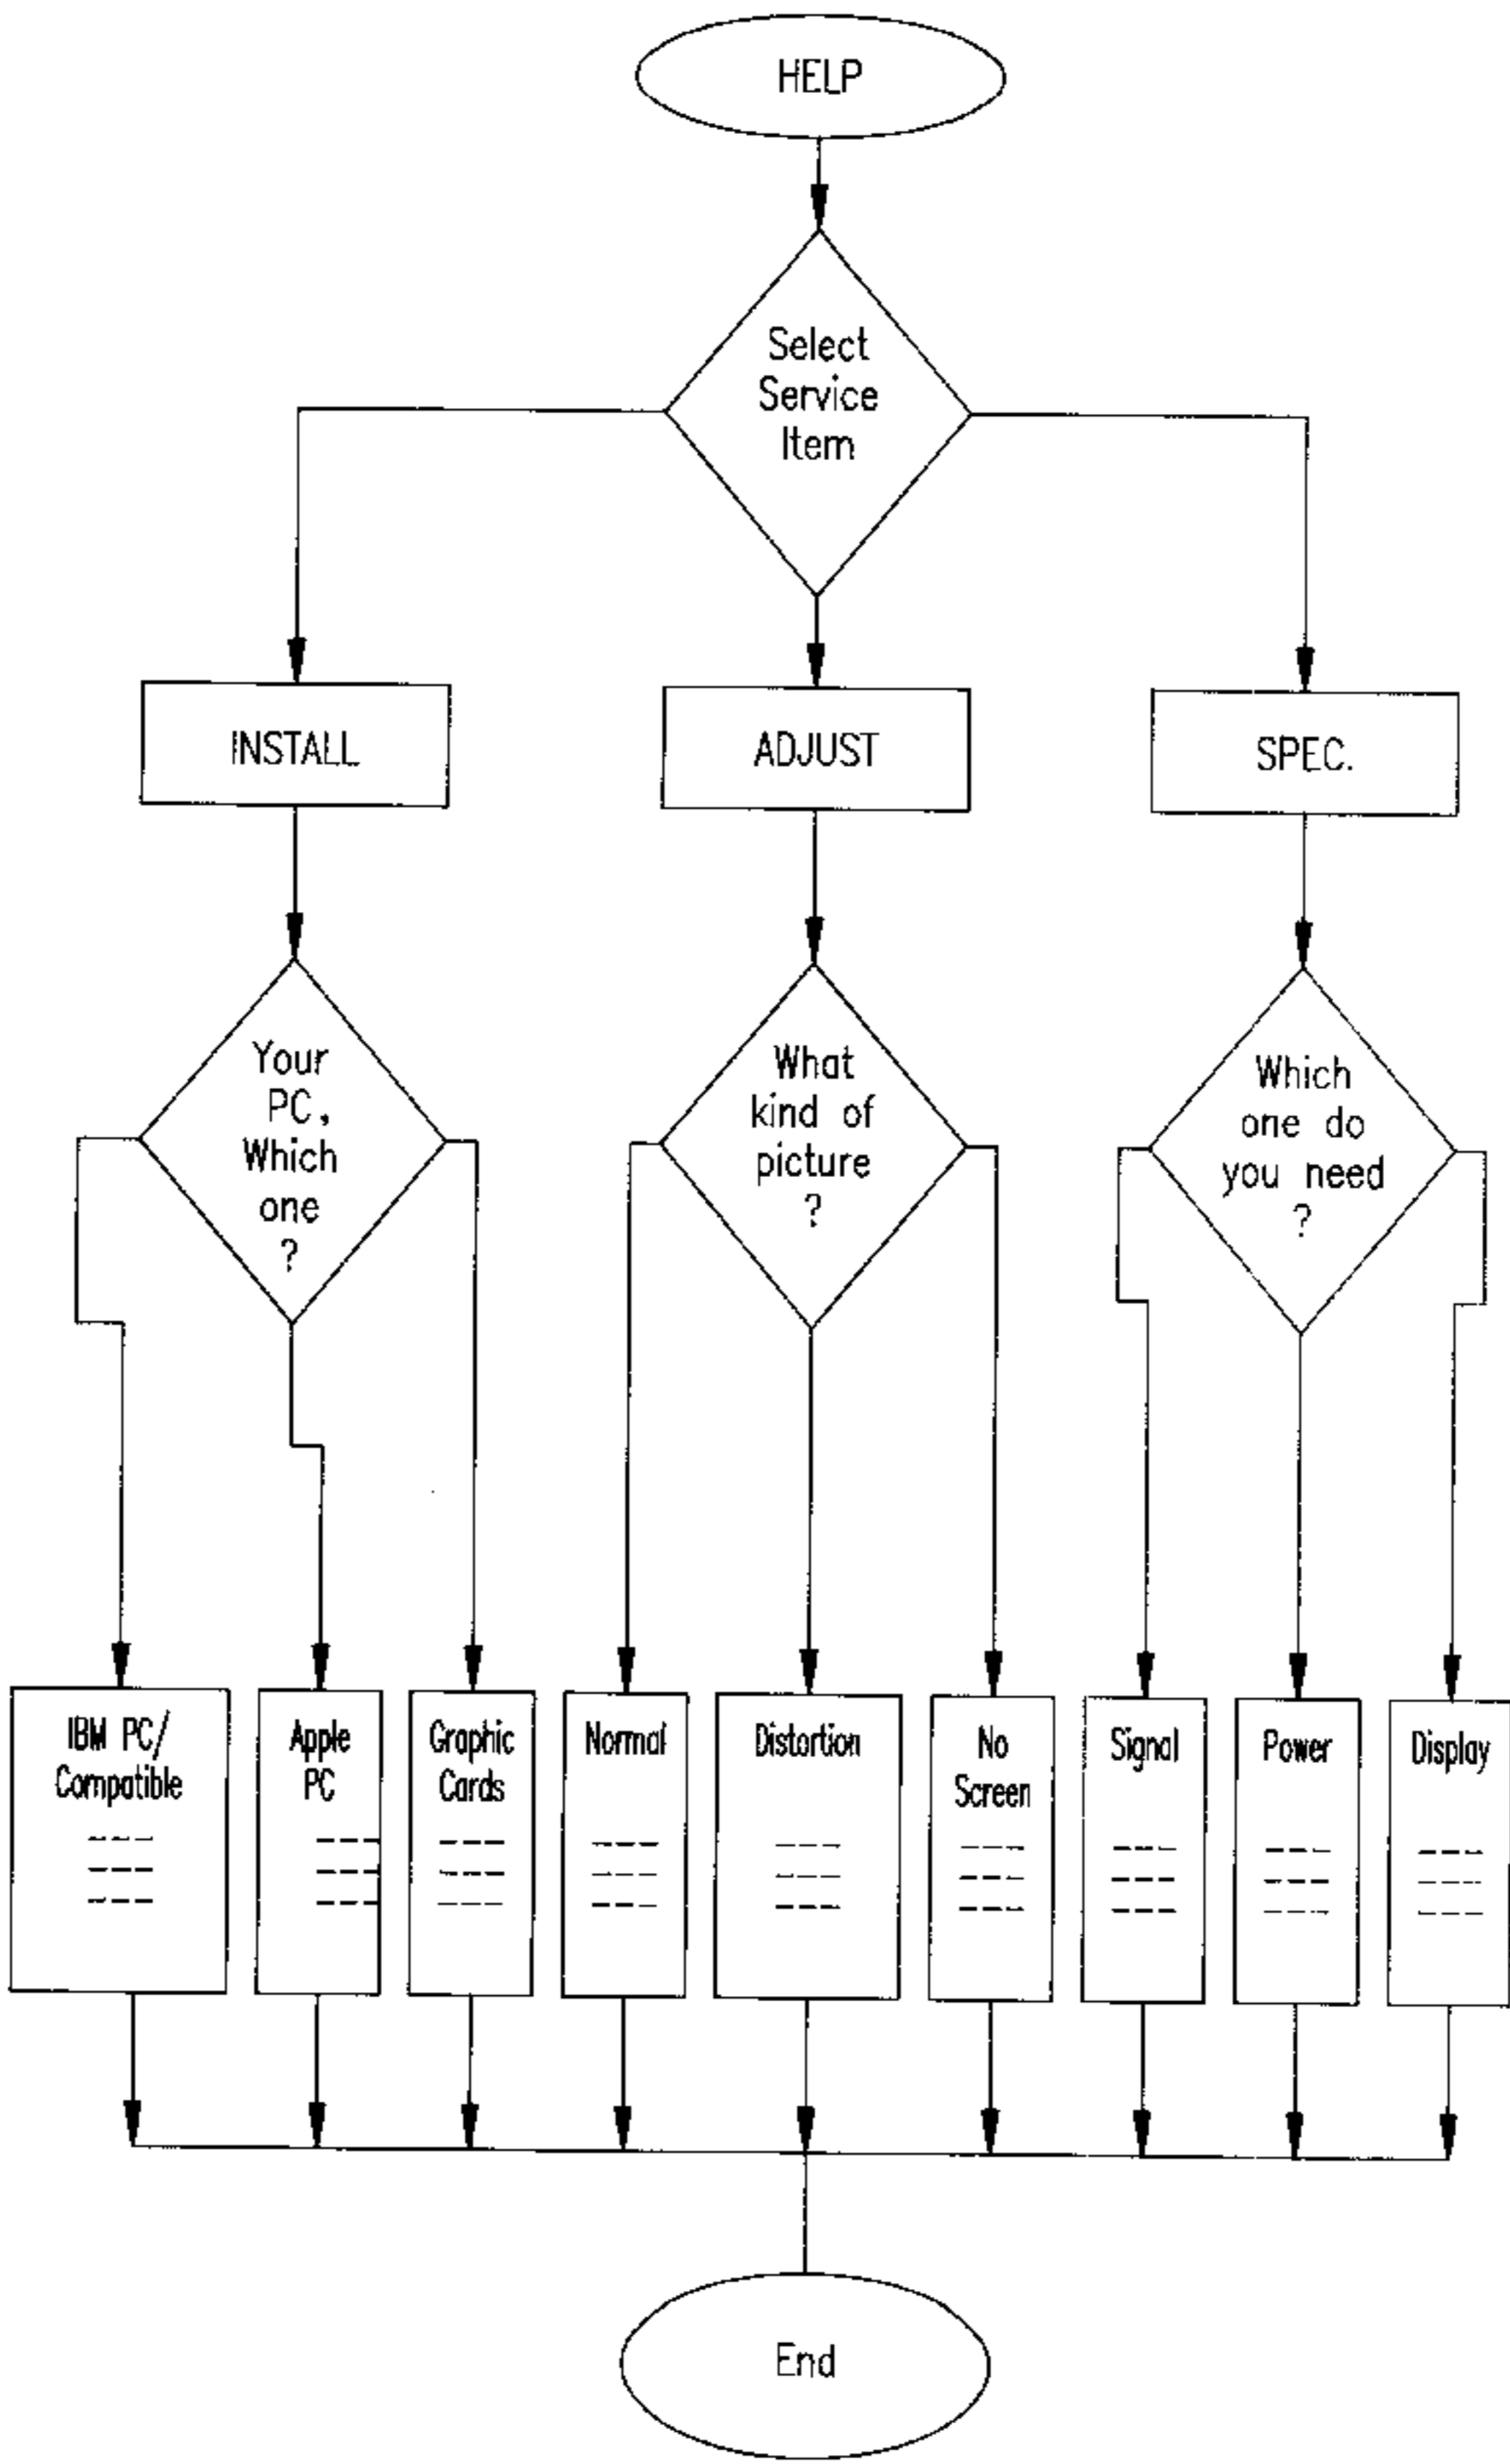 HELP
Select
Service
Item
INSTALL
ADJUST
SPEC.
Your
PC,
Which
one
?
What
kind of
picture
?
Which
one do
you need
?
IBM PC/
Compatible
Apple
PC
Graphic
Cards
Normal
Distortion
No
Screen
Signal
Power
Display
End